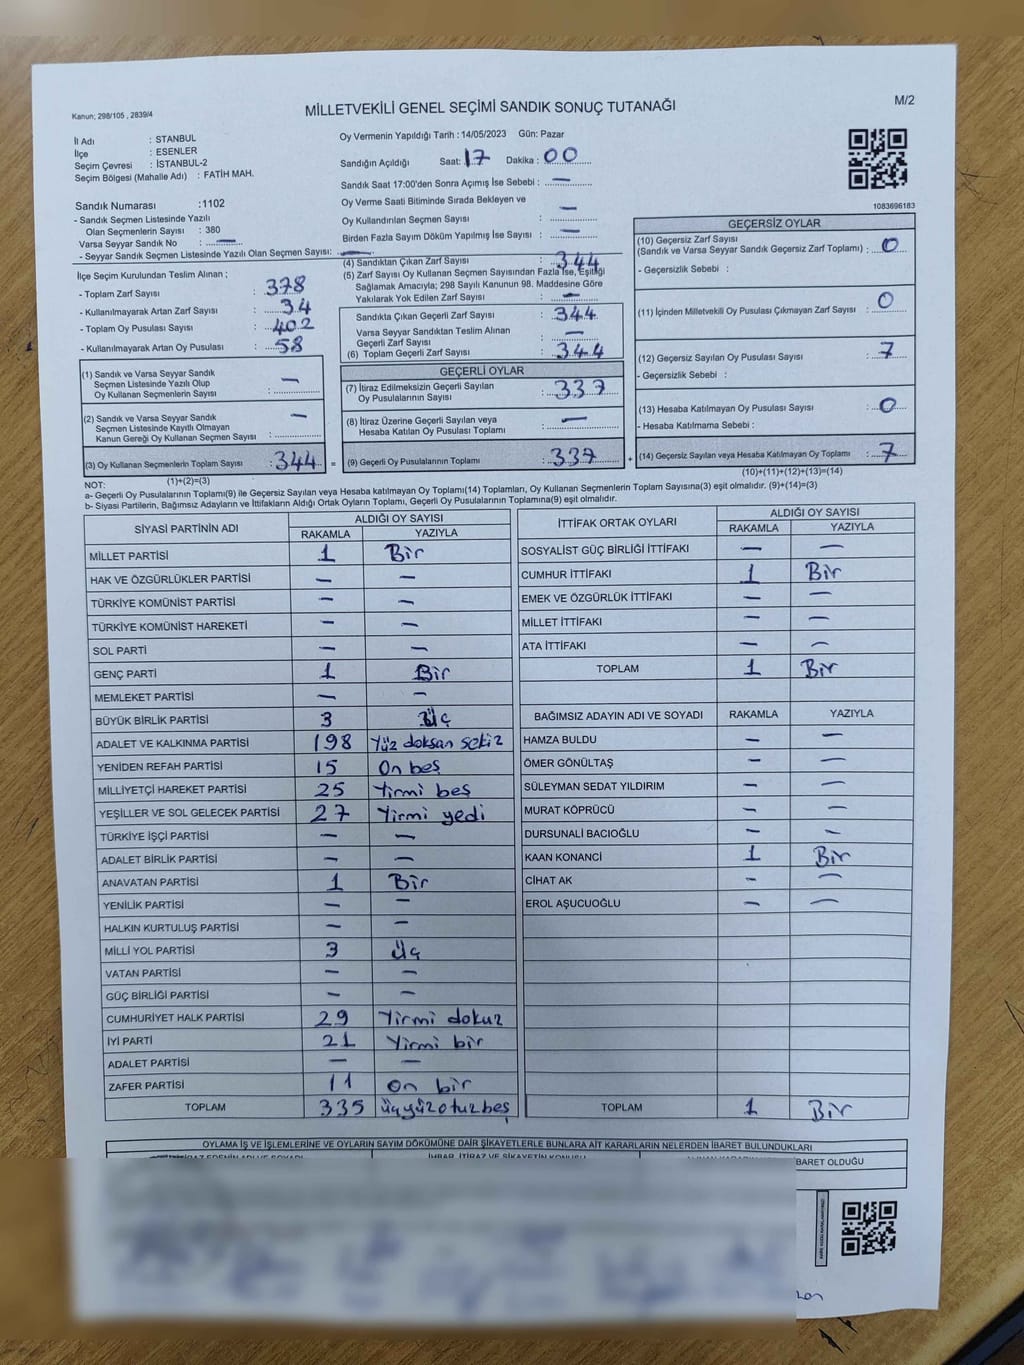 Kanun; 298/105 , 2839/4
MİLLETVEKİLİ GENEL SEÇİMİ SANDIK SONUÇ TUTANAĞI
M/2
İl Adı : STANBUL
İlçe : ESENLER
Seçim Çevresi : İSTANBUL-2
Seçim Bölgesi (Mahalle Adı) : FATİH MAH.
Sandık Numarası :1102
- Sandık Seçmen Listesinde Yazılı
Olan Seçmenlerin Sayısı : 380
Varsa Seyyar Sandık No : —
- Seyyar Sandık Seçmen Listesinde Yazılı Olan Seçmen Sayısı: —
Oy Vermenin Yapıldığı Tarih : 14/05/2023 Gün: Pazar
Sandığın Açıldığı Saat: 17 Dakika : 00
Sandık Saat 17:00'den Sonra Açımış İse Sebebi : —
Oy Verme Saati Bitiminde Sırada Bekleyen ve
Oy Kullandırılan Seçmen Sayısı : —
Birden Fazla Sayım Döküm Yapılmış İse Sayısı : —
1083696183
İlçe Seçim Kurulundan Teslim Alınan ;
- Toplam Zarf Sayısı : 378
- Kullanılmayarak Artan Zarf Sayısı : 34
- Toplam Oy Pusulası Sayısı : 402
- Kullanılmayarak Artan Oy Pusulası : 58
(1) Sandık ve Varsa Seyyar Sandık
Seçmen Listesinde Yazılı Olup
Oy Kullanan Seçmenlerin Sayısı : —
(2) Sandık ve Varsa Seyyar Sandık
Seçmen Listesinde Kayıtlı Olmayan
Kanun Gereği Oy Kullanan Seçmen Sayısı : —
(3) Oy Kullanan Seçmenlerin Toplam Sayısı : 344 =
(1)+(2)=(3)
(4) Sandıktan Çıkan Zarf Sayısı : 344
(5) Zarf Sayısı Oy Kullanan Seçmen Sayısından Fazla İse, Eşitliği
Sağlamak Amacıyla; 298 Sayılı Kanunun 98. Maddesine Göre
Yakılarak Yok Edilen Zarf Sayısı : —
Sandıkta Çıkan Geçerli Zarf Sayısı : 344
Varsa Seyyar Sandıktan Teslim Alınan
Geçerli Zarf Sayısı : —
(6) Toplam Geçerli Zarf Sayısı : 344
GEÇERLİ OYLAR
(7) İtiraz Edilmeksizin Geçerli Sayılan
Oy Pusulalarının Sayısı : 337
(8) İtiraz Üzerine Geçerli Sayılan veya
Hesaba Katılan Oy Pusulası Toplamı : —
(9) Geçerli Oy Pusulalarının Toplamı : 337 +
GEÇERSİZ OYLAR
(10) Geçersiz Zarf Sayısı
(Sandık ve Varsa Seyyar Sandık Geçersiz Zarf Toplamı) : 0
- Geçersizlik Sebebi :
(11) İçinden Milletvekili Oy Pusulası Çıkmayan Zarf Sayısı : 0
(12) Geçersiz Sayılan Oy Pusulası Sayısı : 7
- Geçersizlik Sebebi :
(13) Hesaba Katılmayan Oy Pusulası Sayısı : 0
- Hesaba Katılmama Sebebi :
(14) Geçersiz Sayılan veya Hesaba Katılmayan Oy Toplamı : 7
(10)+(11)+(12)+(13)=(14)
NOT:
a- Geçerli Oy Pusulalarının Toplamı(9) ile Geçersiz Sayılan veya Hesaba katılmayan Oy Toplamı(14) Toplamları, Oy Kullanan Seçmenlerin Toplam Sayısına(3) eşit olmalıdır. (9)+(14)=(3)
b- Siyasi Partilerin, Bağımsız Adayların ve İttifakların Aldığı Ortak Oyların Toplamı, Geçerli Oy Pusulalarının Toplamına(9) eşit olmalıdır.
SİYASİ PARTİNİN ADI ALDIĞI OY SAYISI
RAKAMLA YAZIYLA
MİLLET PARTİSİ 1 Bir
HAK VE ÖZGÜRLÜKLER PARTİSİ — —
TÜRKİYE KOMÜNİST PARTİSİ — —
TÜRKİYE KOMÜNİST HAREKETİ — —
SOL PARTİ — —
GENÇ PARTİ 1 Bir
MEMLEKET PARTİSİ — —
BÜYÜK BİRLİK PARTİSİ 3 Üç
ADALET VE KALKINMA PARTİSİ 198 Yüz doksan sekiz
YENİDEN REFAH PARTİSİ 15 On beş
MİLLİYETÇİ HAREKET PARTİSİ 25 Yirmi beş
YEŞİLLER VE SOL GELECEK PARTİSİ 27 Yirmi yedi
TÜRKİYE İŞÇİ PARTİSİ — —
ADALET BİRLİK PARTİSİ — —
ANAVATAN PARTİSİ 1 Bir
YENİLİK PARTİSİ — —
HALKIN KURTULUŞ PARTİSİ — —
MİLLİ YOL PARTİSİ 3 Üç
VATAN PARTİSİ — —
GÜÇ BİRLİĞİ PARTİSİ — —
CUMHURİYET HALK PARTİSİ 29 Yirmi dokuz
İYİ PARTİ 21 Yirmi bir
ADALET PARTİSİ — —
ZAFER PARTİSİ 11 On bir
TOPLAM 335 üçyüzotuzbeş
İTTİFAK ORTAK OYLARI ALDIĞI OY SAYISI
RAKAMLA YAZIYLA
SOSYALİST GÜÇ BİRLİĞİ İTTİFAKI — —
CUMHUR İTTİFAKI 1 Bir
EMEK VE ÖZGÜRLÜK İTTİFAKI — —
MİLLET İTTİFAKI — —
ATA İTTİFAKI — —
TOPLAM 1 Bir
BAĞIMSIZ ADAYIN ADI VE SOYADI RAKAMLA YAZIYLA
HAMZA BULDU — —
ÖMER GÖNÜLTAŞ — —
SÜLEYMAN SEDAT YILDIRIM — —
MURAT KÖPRÜCÜ — —
DURSUNALİ BACIOĞLU — —
KAAN KONANCİ 1 Bir
CİHAT AK — —
EROL AŞUCUOĞLU — —
TOPLAM 1 Bir
OYLAMA İŞ VE İŞLEMLERİNE VE OYLARIN SAYIM DÖKÜMÜNE DAİR ŞİKAYETLERLE BUNLARA AİT KARARLARIN NELERDEN İBARET BULUNDUKLARI
İHBAR, İTİRAZ VE ŞİKAYETİN KONUSU
BARET OLDUĞU